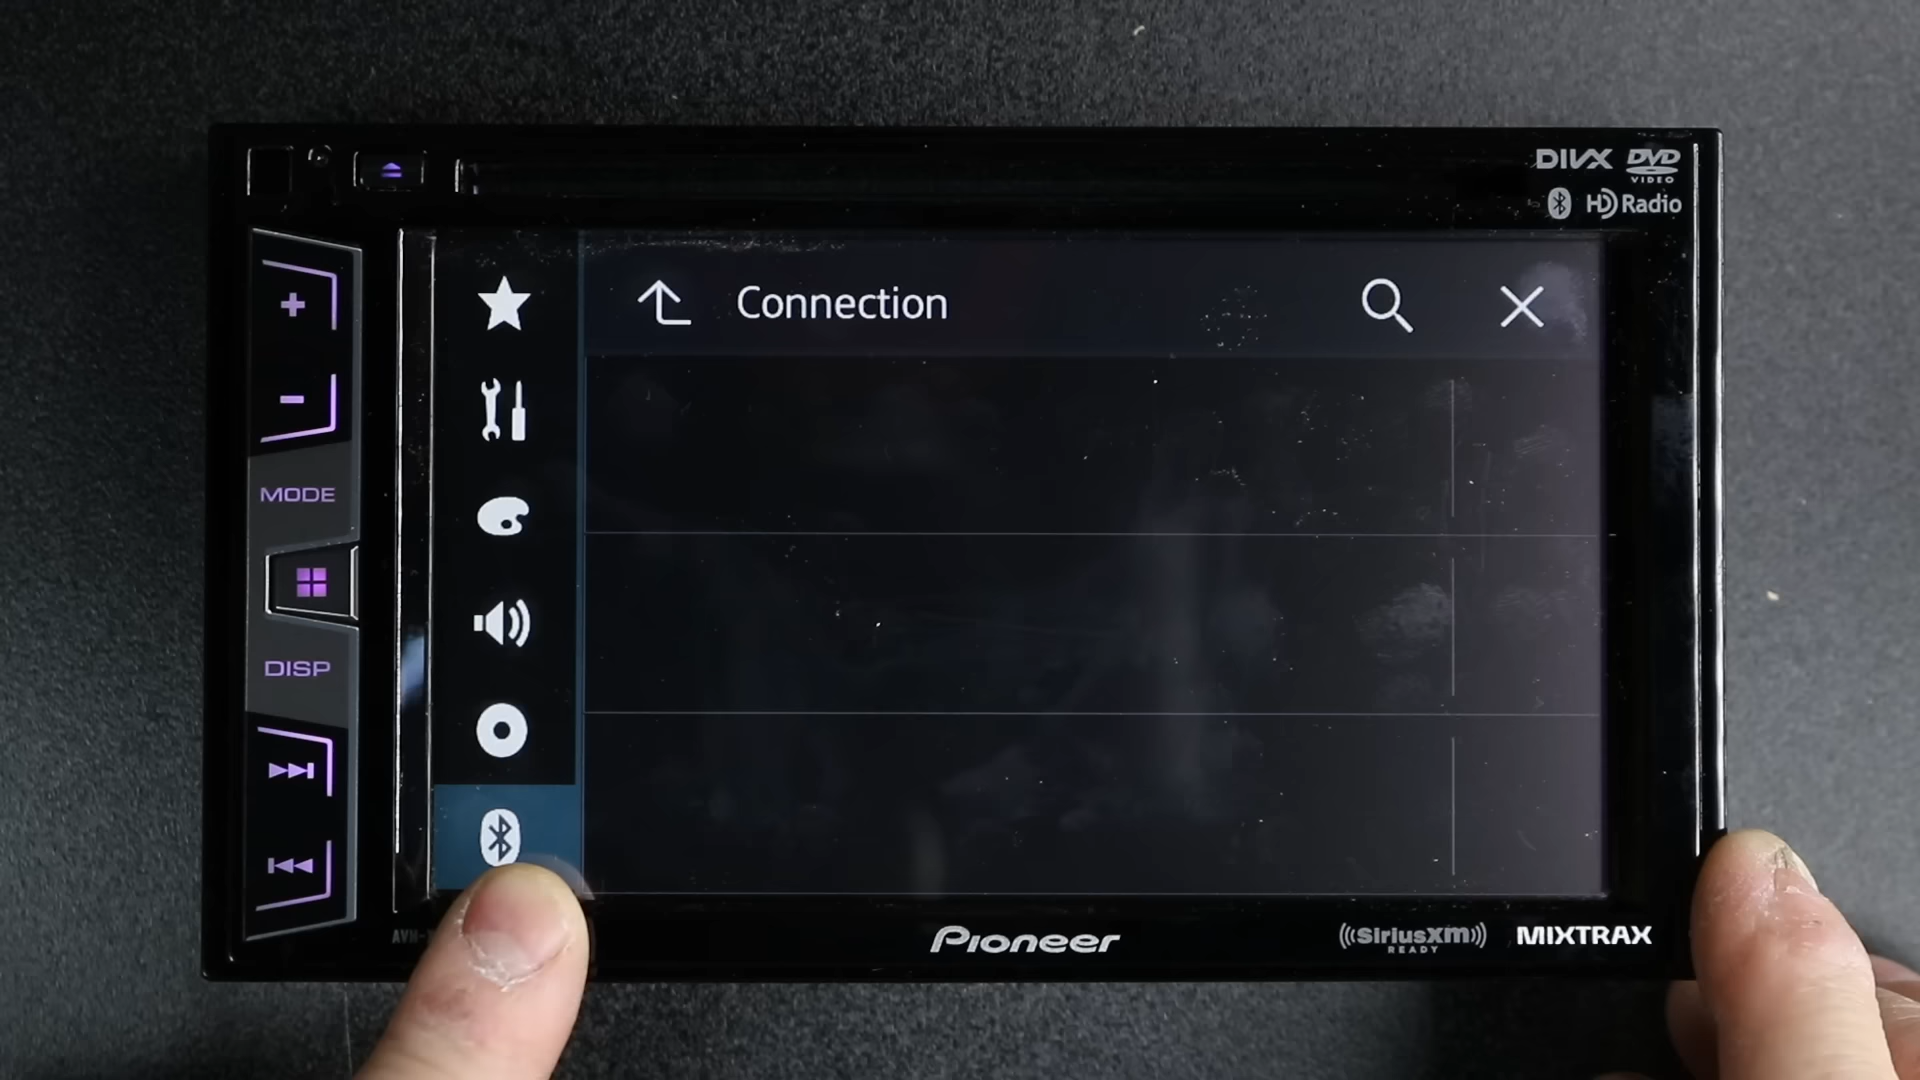 DIVX DVD
VIDEO
HD Radio
Connection
MODE
DISP
Pioneer
SiriusXM
READY
MIXTRAX